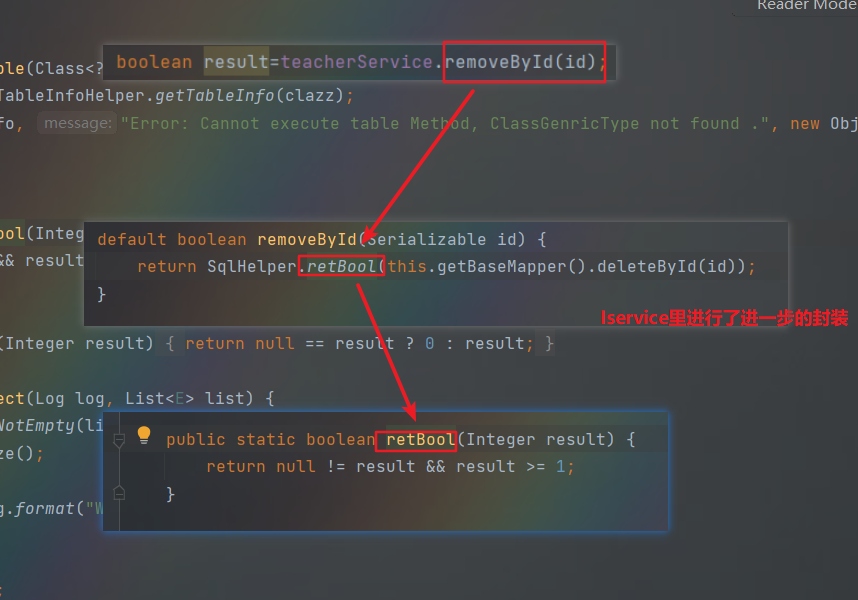 Reader Mode
ble(Class<?
boolean result=teacherService.removeById(id);
TableInfoHelper.getTableInfo(clazz);
fo, message: "Error: Cannot execute table Method, ClassGenricType not found .", new Obj
ool(Integ
default boolean removeById(Serializable id) {
&& result
return SqlHelper.retBool(this.getBaseMapper().deleteById(id));
}
Iservice里进行了进一步的封装
(Integer result) { return null == result ? 0 : result; }
ect(Log log, List<E> list) {
NotEmpty(li
public static boolean retBool(Integer result) {
ze();
return null != result && result >= 1;
}
g.format("W
;